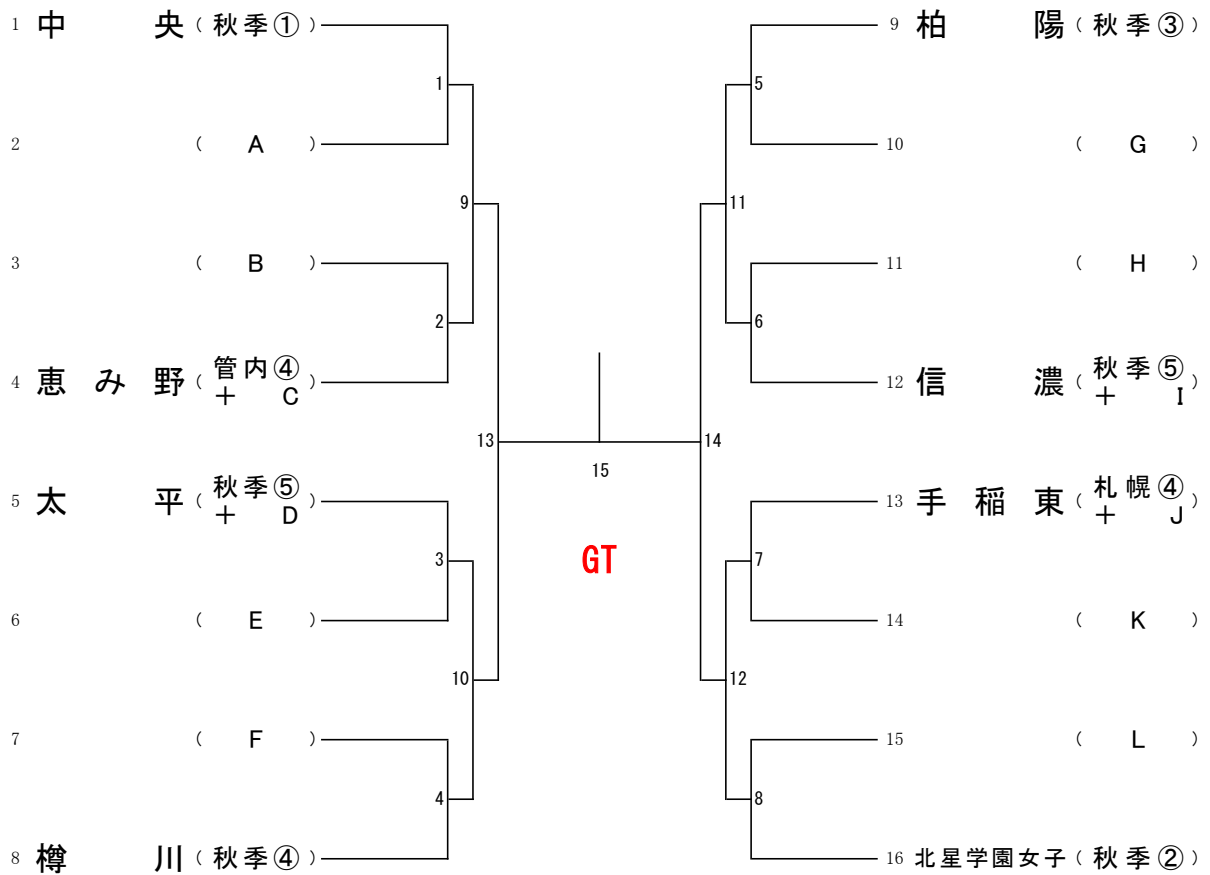 1 中央（秋季①）
2 （A）
3 （B）
4 恵み野（管内④＋C）
5 太平（秋季⑤＋D）
6 （E）
7 （F）
8 樽川（秋季④）
1
2
3
4
9
10
13
15
GT
14
11
12
5
6
7
8
9 柏陽（秋季③）
10 （G）
11 （H）
12 信濃（秋季⑤＋I）
13 手稲東（札幌④＋J）
14 （K）
15 （L）
16 北星学園女子（秋季②）